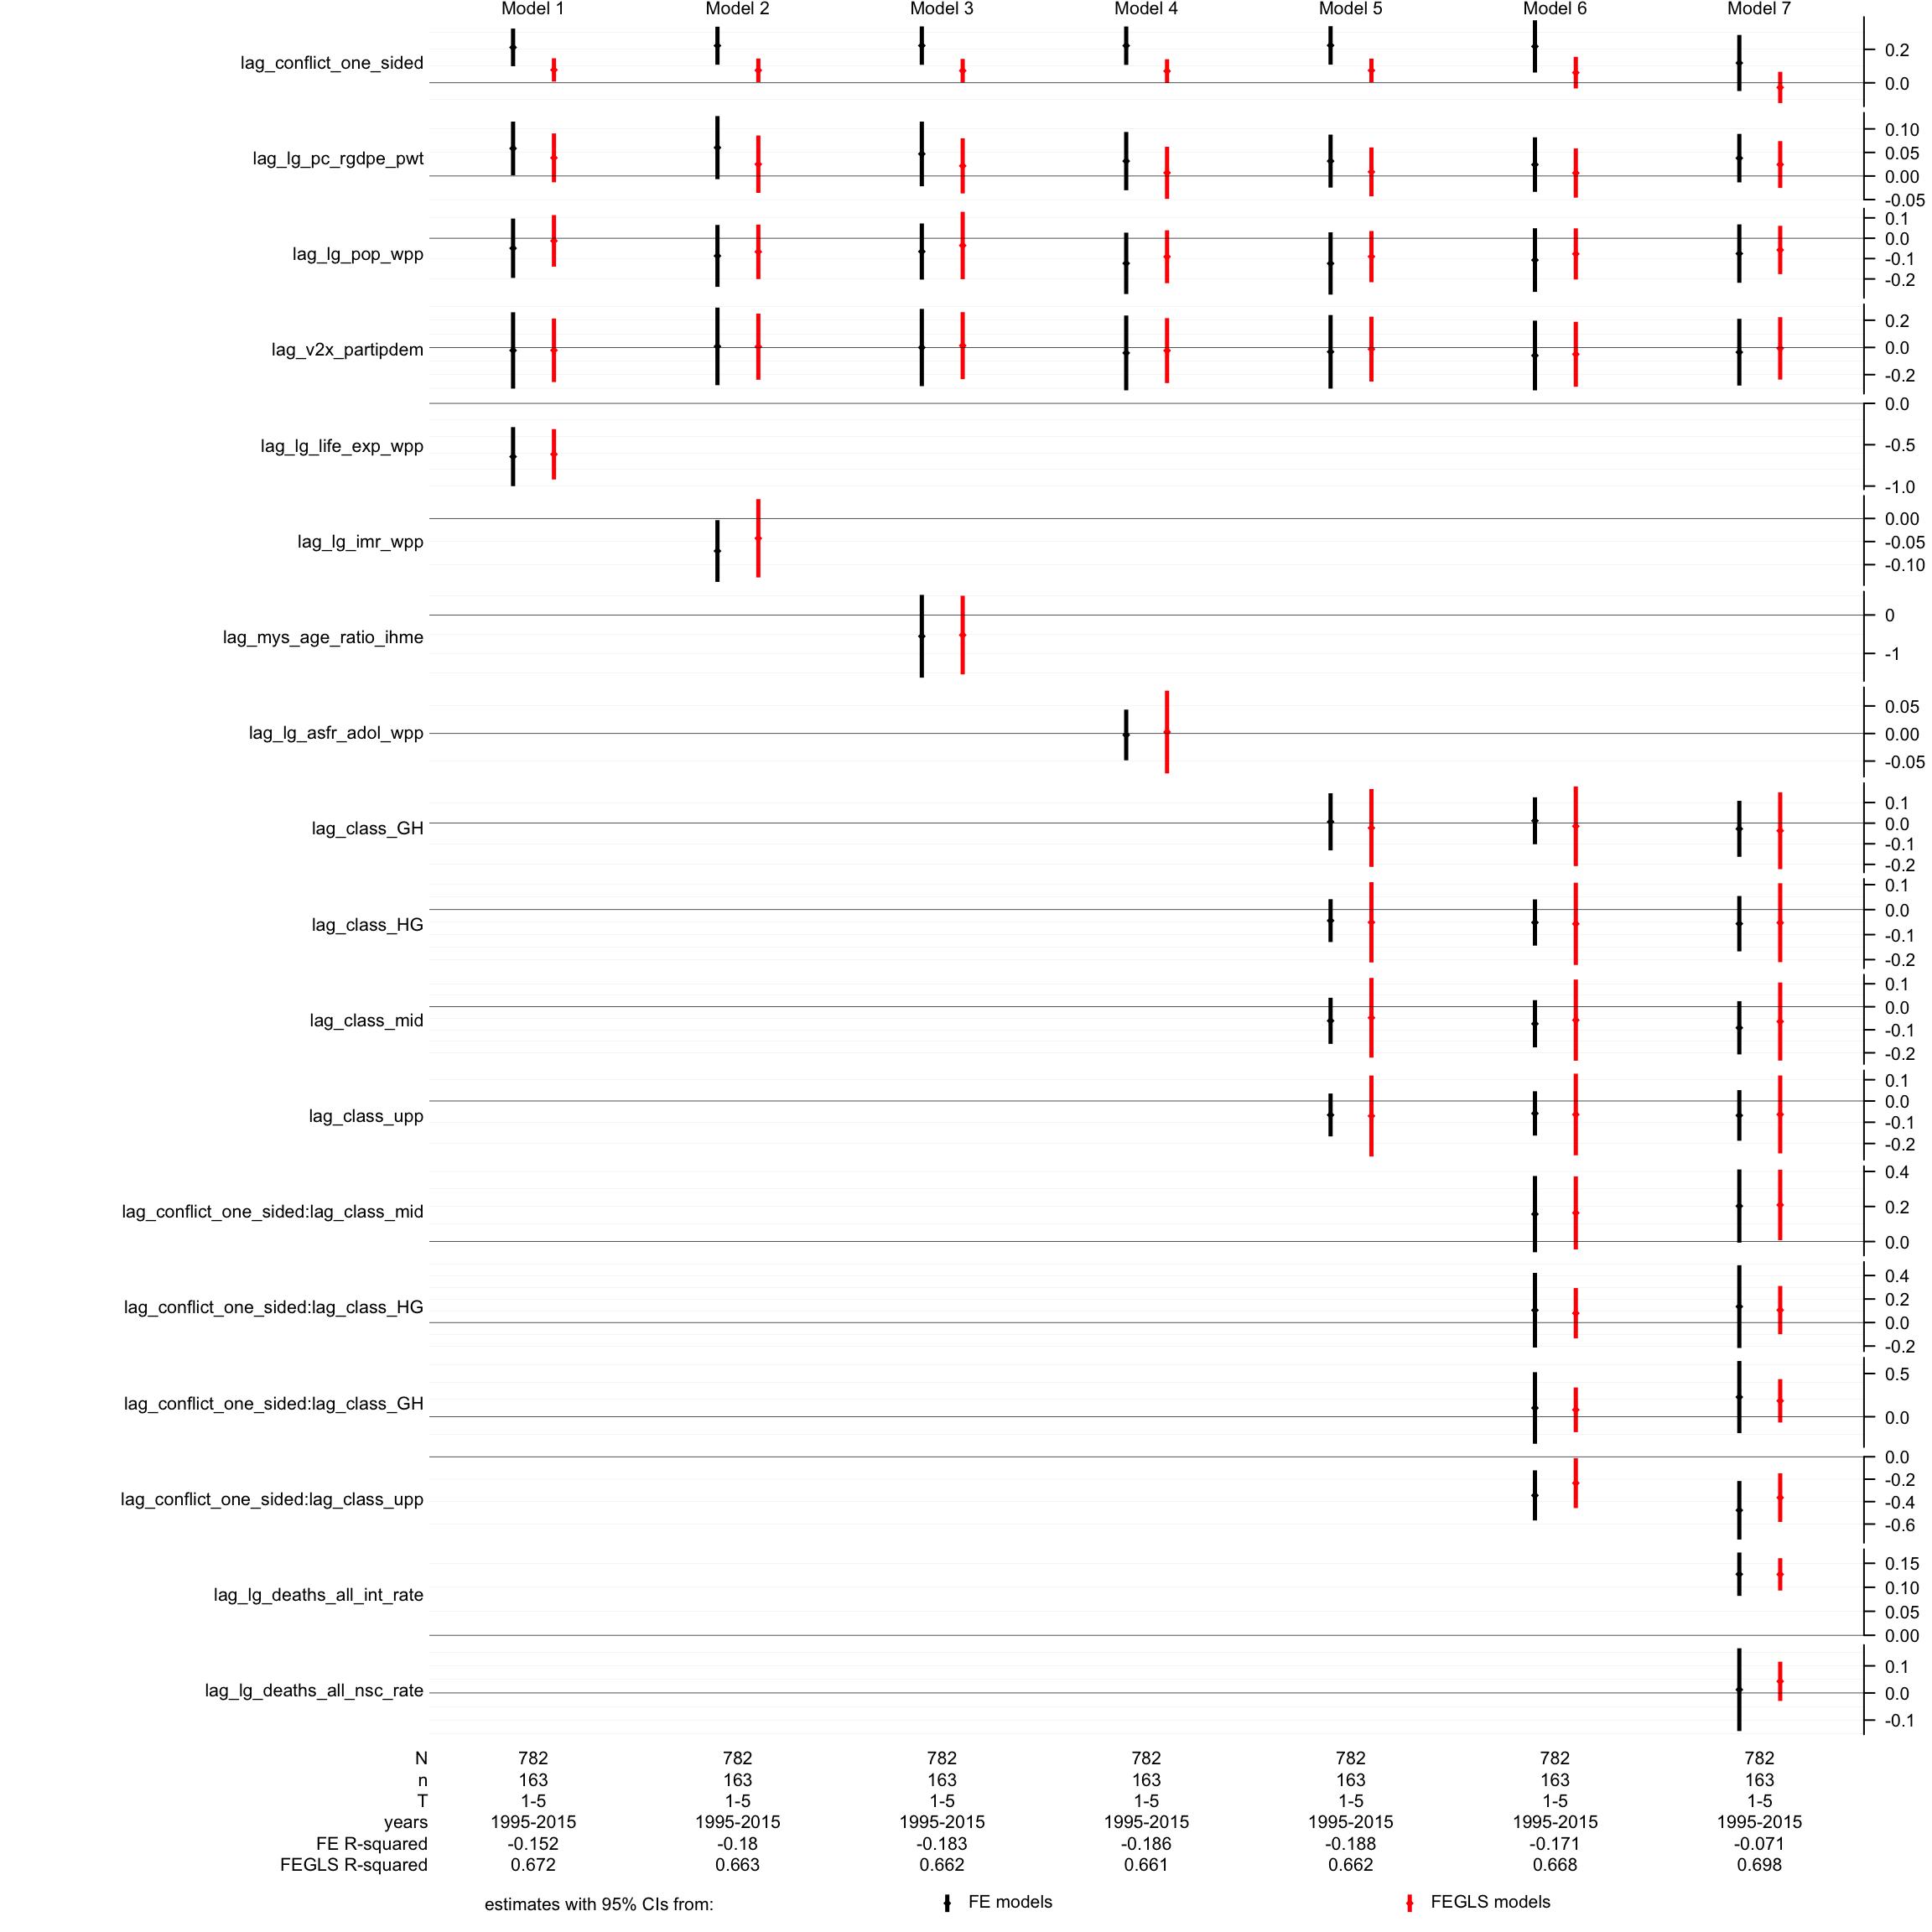 Model 1 Model 2 Model 3 Model 4 Model 5 Model 6 Model 7
lag_conflict_one_sided
0.2
0.0
lag_lg_pc_rgdpe_pwt
0.10
0.05
0.00
-0.05
lag_lg_pop_wpp
0.1
0.0
-0.1
-0.2
lag_v2x_partipdem
0.2
0.0
-0.2
lag_lg_life_exp_wpp
0.0
-0.5
-1.0
lag_lg_imr_wpp
0.00
-0.05
-0.10
lag_mys_age_ratio_ihme
0
-1
lag_lg_asfr_adol_wpp
0.05
0.00
-0.05
lag_class_GH
0.1
0.0
-0.1
-0.2
lag_class_HG
0.1
0.0
-0.1
-0.2
lag_class_mid
0.1
0.0
-0.1
-0.2
lag_class_upp
0.1
0.0
-0.1
-0.2
lag_conflict_one_sided:lag_class_mid
0.4
0.2
0.0
lag_conflict_one_sided:lag_class_HG
0.4
0.2
0.0
-0.2
lag_conflict_one_sided:lag_class_GH
0.5
0.0
lag_conflict_one_sided:lag_class_upp
0.0
-0.2
-0.4
-0.6
lag_lg_deaths_all_int_rate
0.15
0.10
0.05
0.00
lag_lg_deaths_all_nsc_rate
0.1
0.0
-0.1
N 782 782 782 782 782 782 782
n 163 163 163 163 163 163 163
T 1-5 1-5 1-5 1-5 1-5 1-5 1-5
years 1995-2015 1995-2015 1995-2015 1995-2015 1995-2015 1995-2015 1995-2015
FE R-squared -0.152 -0.18 -0.183 -0.186 -0.188 -0.171 -0.071
FEGLS R-squared 0.672 0.663 0.662 0.661 0.662 0.668 0.698
estimates with 95% CIs from: FE models FEGLS models